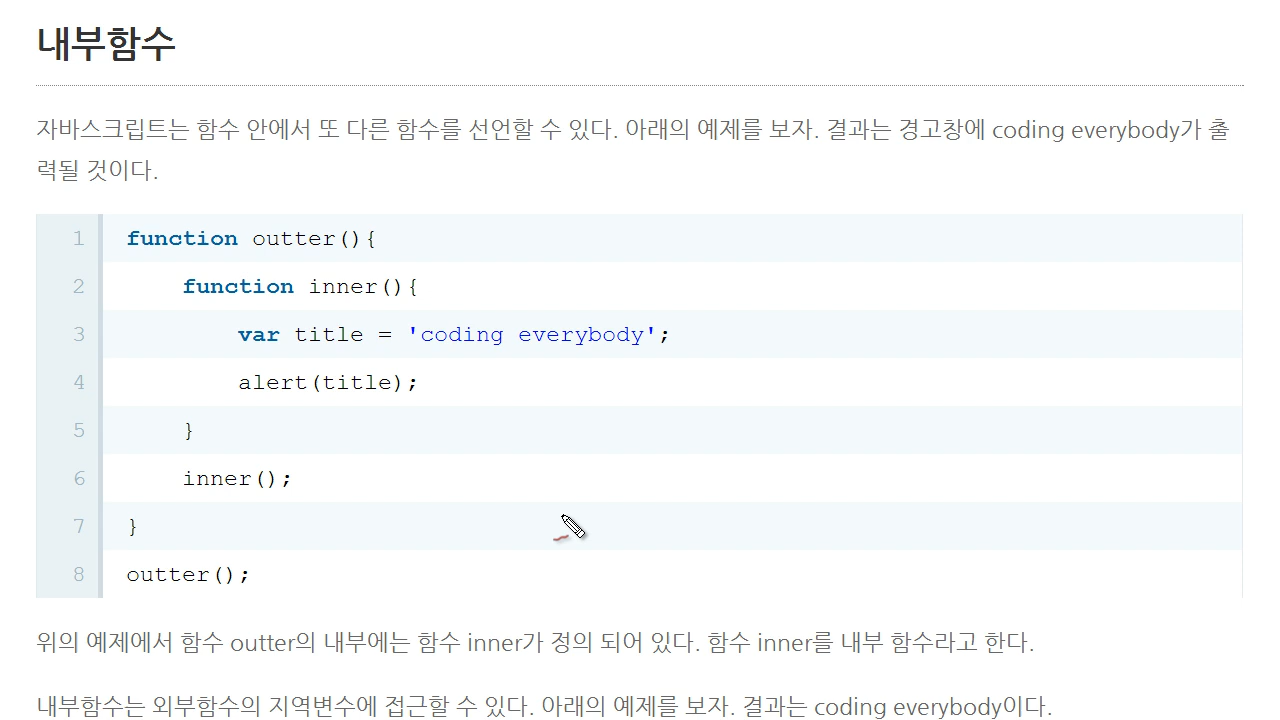 내부함수
자바스크립트는 함수 안에서 또 다른 함수를 선언할 수 있다. 아래의 예제를 보자. 결과는 경고창에 coding everybody가 출
력될 것이다.
1 function outter(){
2 function inner(){
3 var title = 'coding everybody';
4 alert(title);
5 }
6 inner();
7 }
8 outter();
위의 예제에서 함수 outter의 내부에는 함수 inner가 정의 되어 있다. 함수 inner를 내부 함수라고 한다.
내부함수는 외부함수의 지역변수에 접근할 수 있다. 아래의 예제를 보자. 결과는 coding everybody이다.